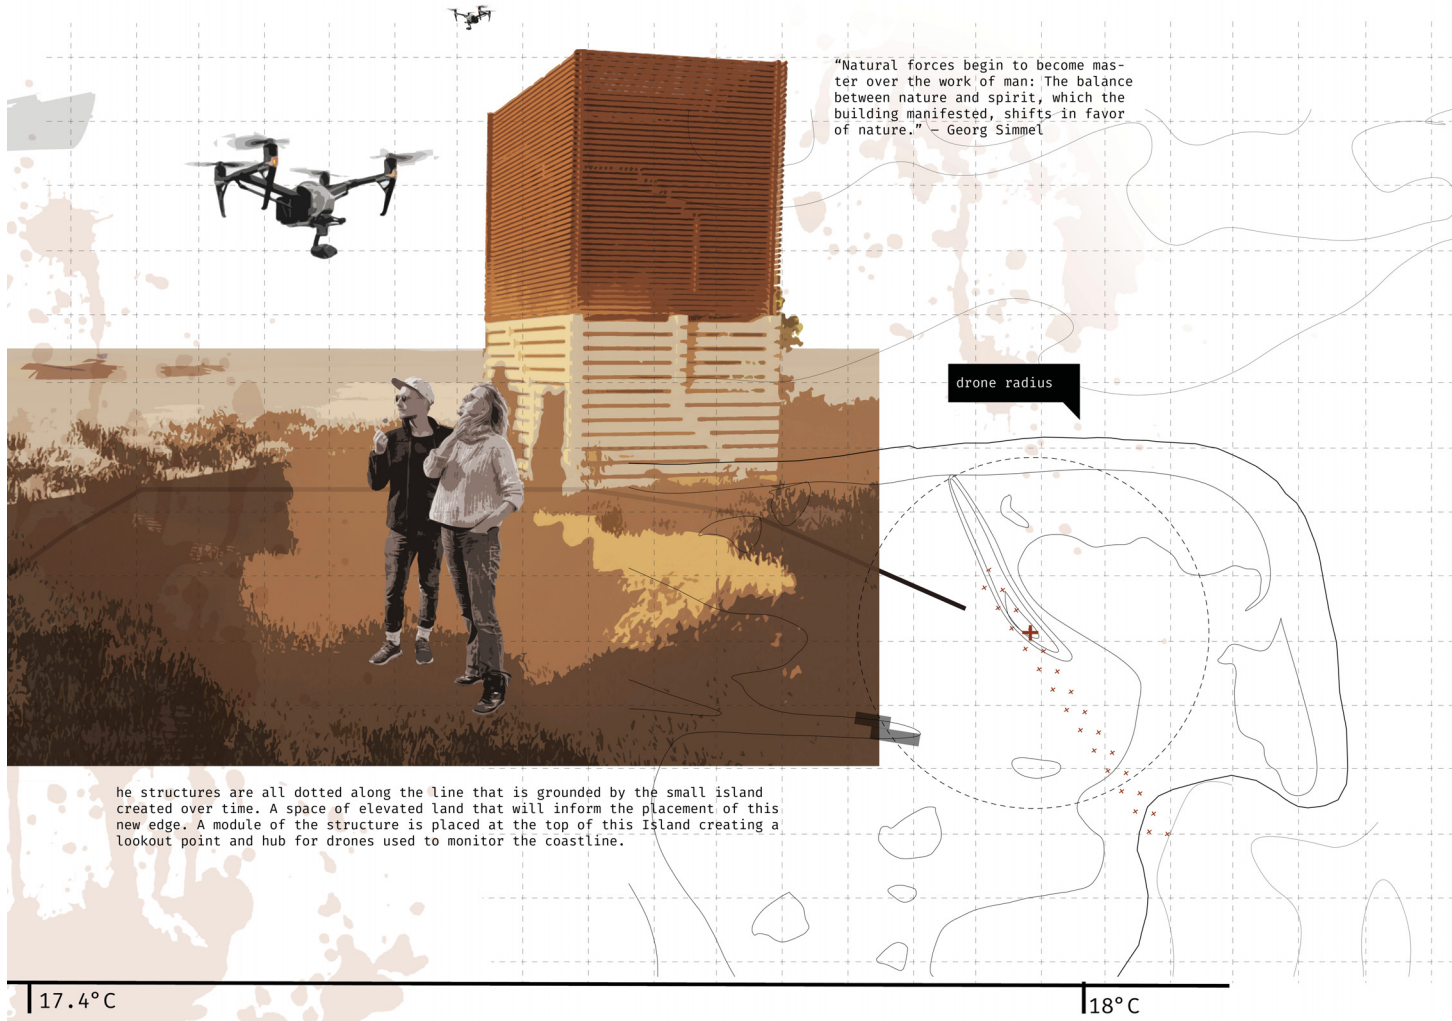 “Natural forces begin to become mas-
ter over the work of man: The balance
between nature and spirit, which the
building manifested, shifts in favor
of nature.” – Georg Simmel
drone radius
he structures are all dotted along the line that is grounded by the small island
created over time. A space of elevated land that will inform the placement of this
new edge. A module of the structure is placed at the top of this Island creating a
lookout point and hub for drones used to monitor the coastline.
17.4°C
18°C